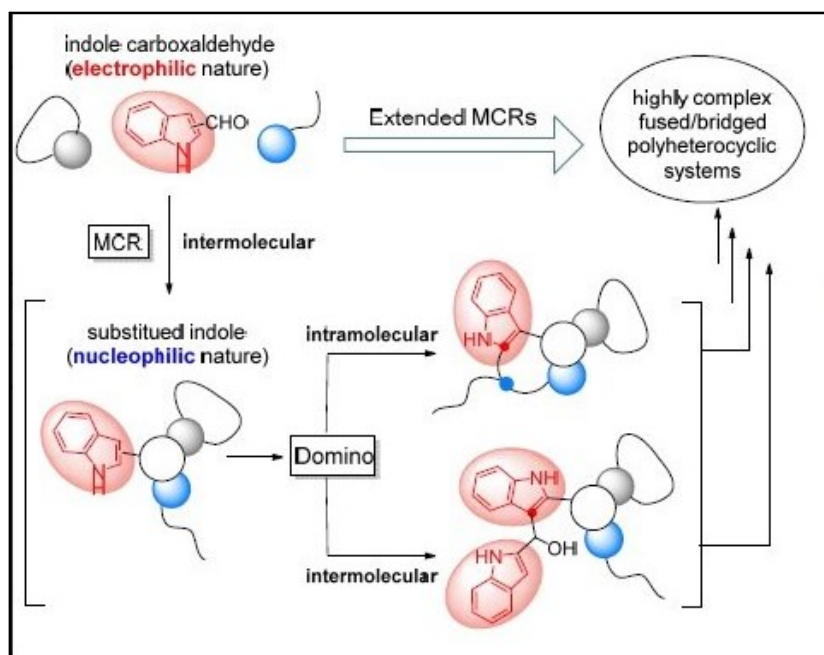 indole carboxaldehyde
(electrophilic nature)
CHO
N
H
Extended MCRs
highly complex
fused/bridged
polyheterocyclic
systems
MCR
intermolecular
substitued indole
(nucleophilic nature)
N
H
Domino
intramolecular
HN
intermolecular
NH
OH
HN